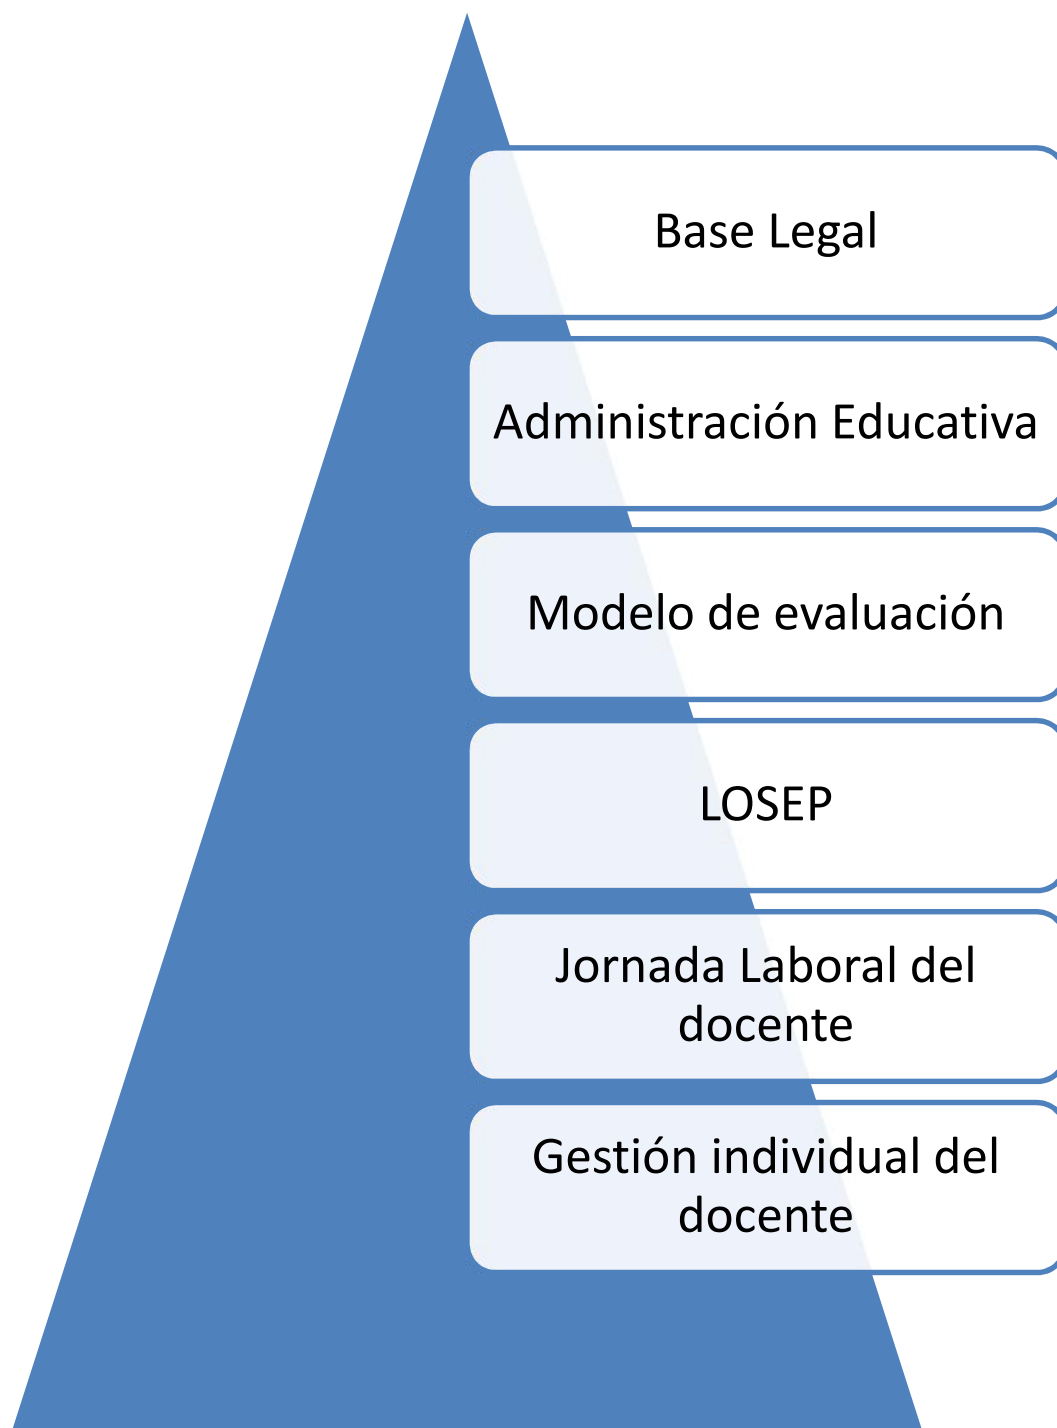 Base Legal
Administración Educativa
Modelo de evaluación
LOSEP
Jornada Laboral del
docente
Gestión individual del
docente